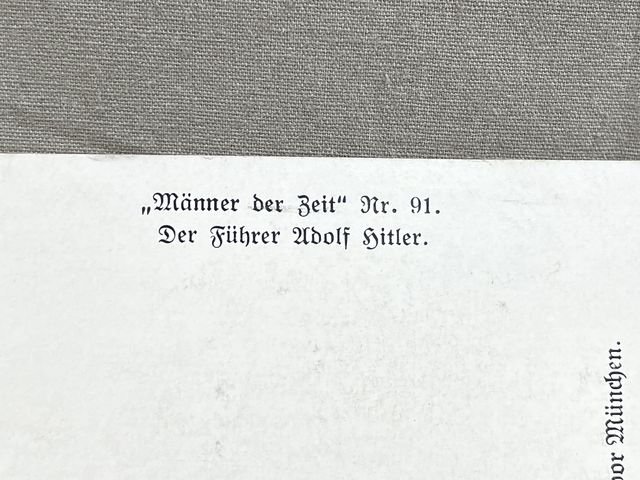 „Männer der Zeit“ Nr. 91.
Der Führer Adolf Hitler.
München.